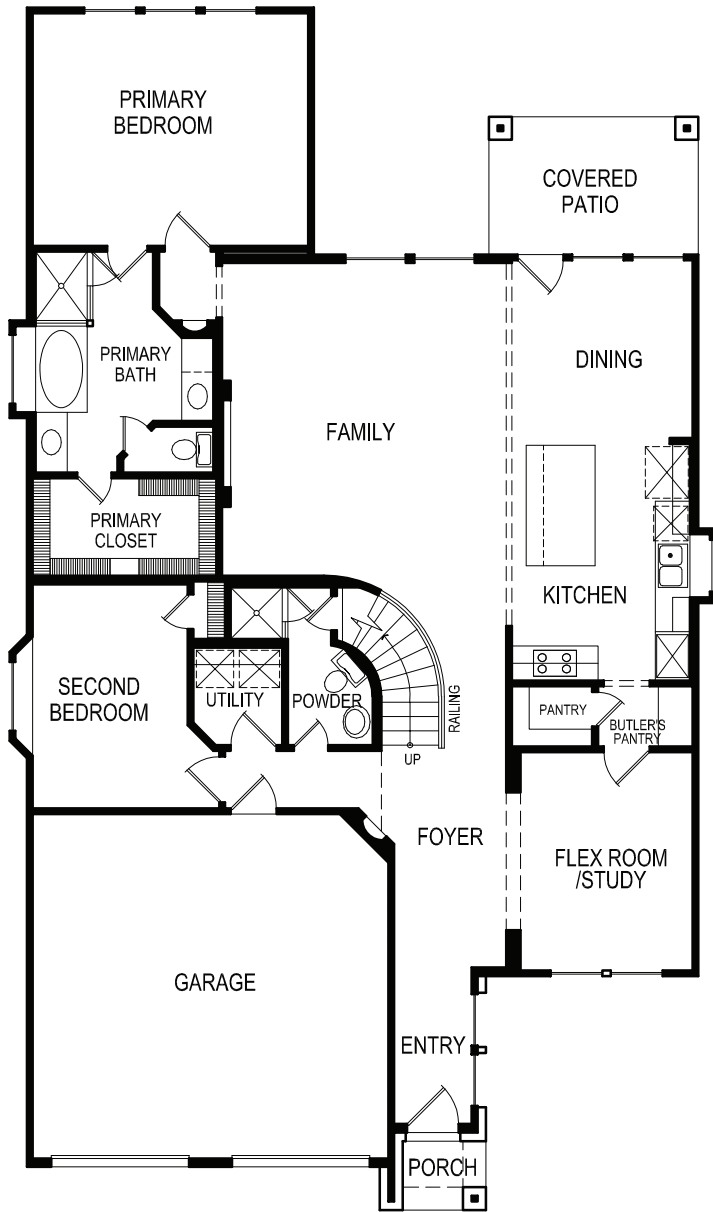 PRIMARY
BEDROOM
COVERED
PATIO
PRIMARY
BATH
DINING
FAMILY
PRIMARY
CLOSET
KITCHEN
SECOND
BEDROOM
UTILITY
POWDER
RAILING
PANTRY
BUTLER'S
PANTRY
UP
FOYER
FLEX ROOM
/STUDY
GARAGE
ENTRY
PORCH